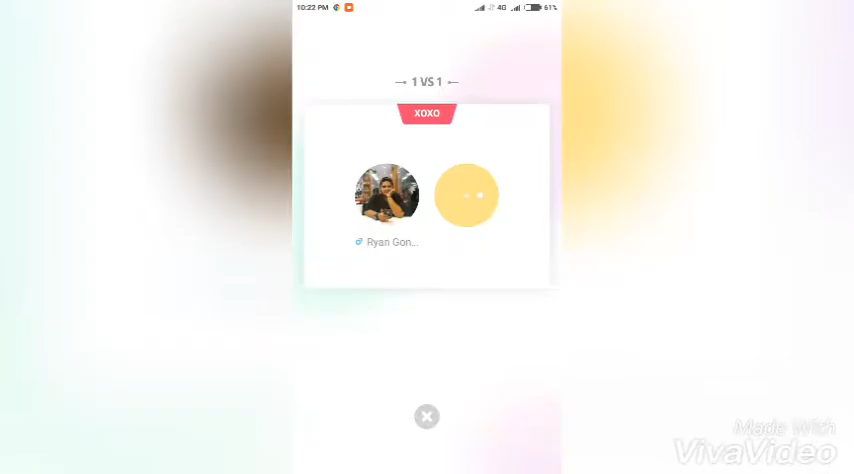 10:22 PM 4G 61%
1 VS 1
XOXO
Ryan Gon...
Made With
VivaVideo